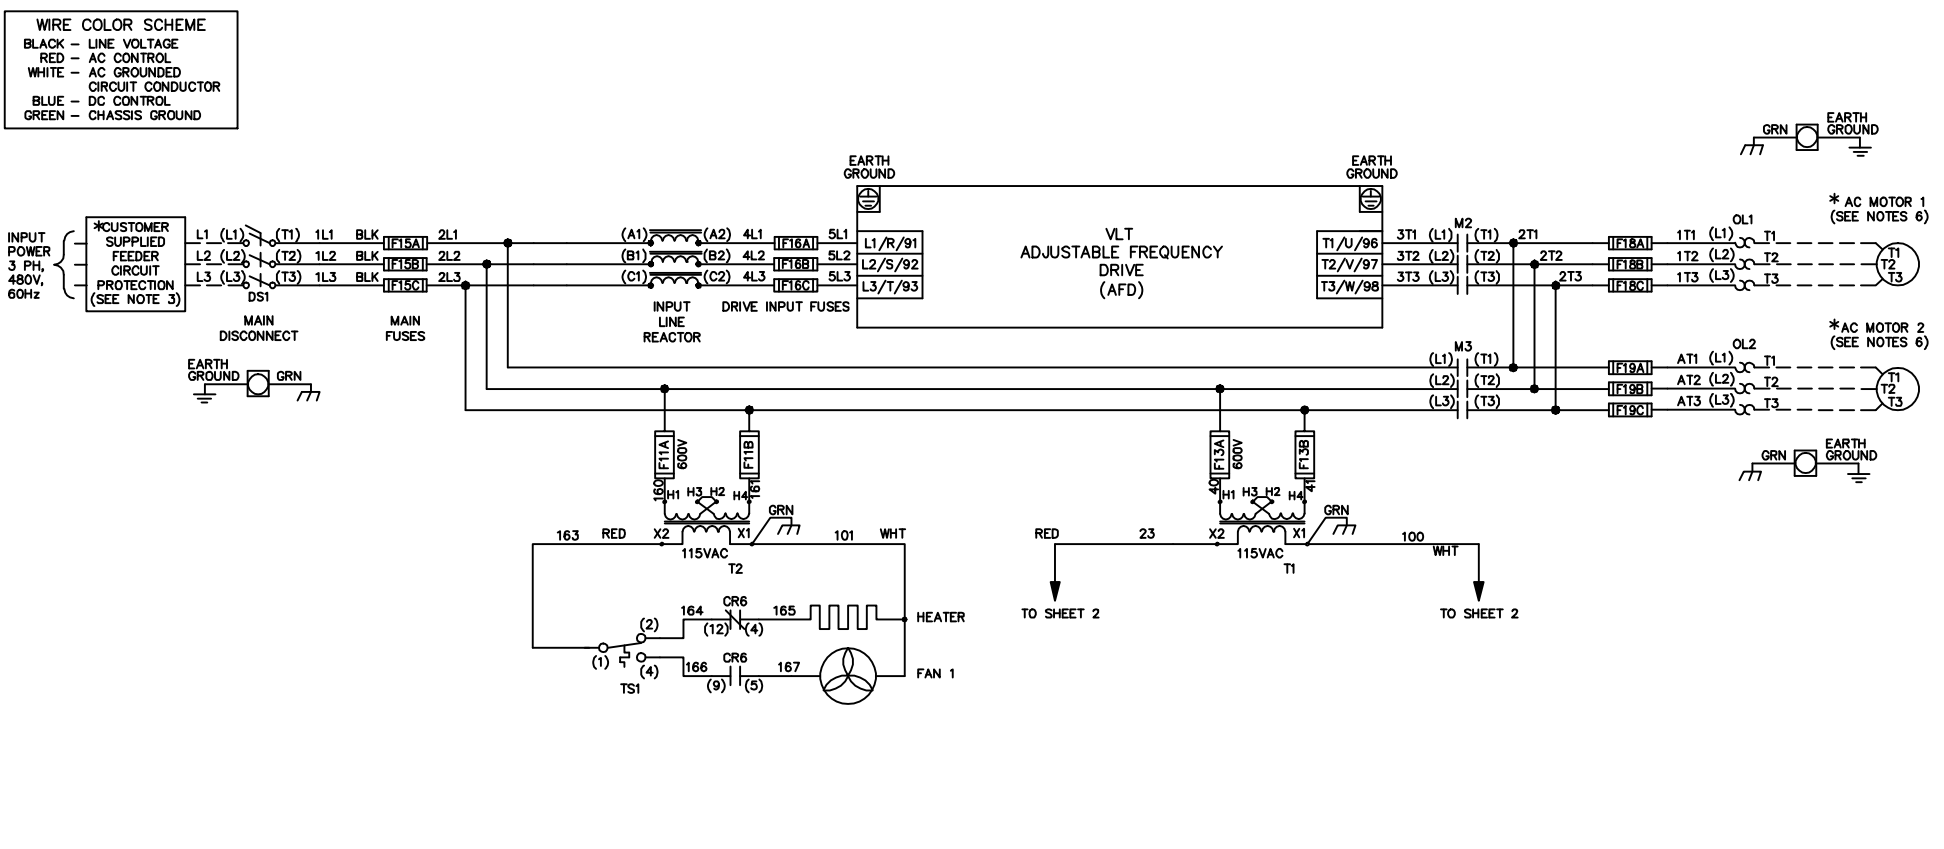 WIRE COLOR SCHEME
BLACK – LINE VOLTAGE
RED – AC CONTROL
WHITE – AC GROUNDED
CIRCUIT CONDUCTOR
BLUE – DC CONTROL
GREEN – CHASSIS GROUND
INPUT
POWER
3 PH,
480V,
60Hz
*CUSTOMER
SUPPLIED
FEEDER
CIRCUIT
PROTECTION
(SEE NOTE 3)
L1 (L1) (T1) 1L1 BLK F15A 2L1
L2 (L2) (T2) 1L2 BLK F15B 2L2
L3 (L3) (T3) 1L3 BLK F15C 2L3
DS1
MAIN
DISCONNECT
MAIN
FUSES
EARTH
GROUND
GRN
(A1) (A2) 4L1 F16A 5L1
(B1) (B2) 4L2 F16B 5L2
(C1) (C2) 4L3 F16C 5L3
INPUT
LINE
REACTOR
DRIVE INPUT FUSES
EARTH
GROUND
EARTH
GROUND
L1/R/91
L2/S/92
L3/T/93
VLT
ADJUSTABLE FREQUENCY
DRIVE
(AFD)
T1/U/96
T2/V/97
T3/W/98
M2
3T1 (L1) (T1) 2T1 F18A 1T1 (L1) T1
3T2 (L2) (T2) 2T2 F18B 1T2 (L2) T2
3T3 (L3) (T3) 2T3 F18C 1T3 (L3) T3
OL1
GRN
EARTH
GROUND
* AC MOTOR 1
(SEE NOTES 6)
T1
T2
T3
M3
(L1) (T1) F19A AT1 (L1) T1
(L2) (T2) F19B AT2 (L2) T2
(L3) (T3) F19C AT3 (L3) T3
OL2
* AC MOTOR 2
(SEE NOTES 6)
T1
T2
T3
GRN
EARTH
GROUND
F11A
600V
F11B
160
161
H1 H3 H2 H4
GRN
163 RED X2 X1 101 WHT
115VAC
T2
F13A
600V
F13B
40
41
H1 H3 H2 H4
GRN
RED 23 X2 X1 100
WHT
115VAC
T1
TO SHEET 2
TO SHEET 2
CR6
164 165
(12) (4)
HEATER
(2)
(1)
(4)
TS1
CR6
166 167
(9) (5)
FAN 1